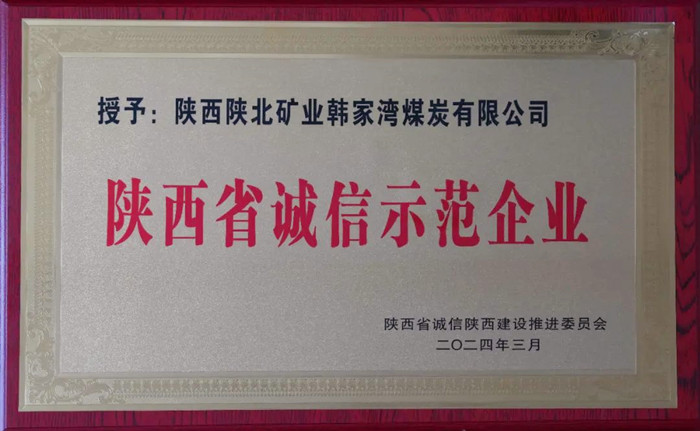 授予：陕西陕北矿业韩家湾煤炭有限公司
陕西省诚信示范企业
陕西省诚信陕西建设推进委员会
二〇二四年三月